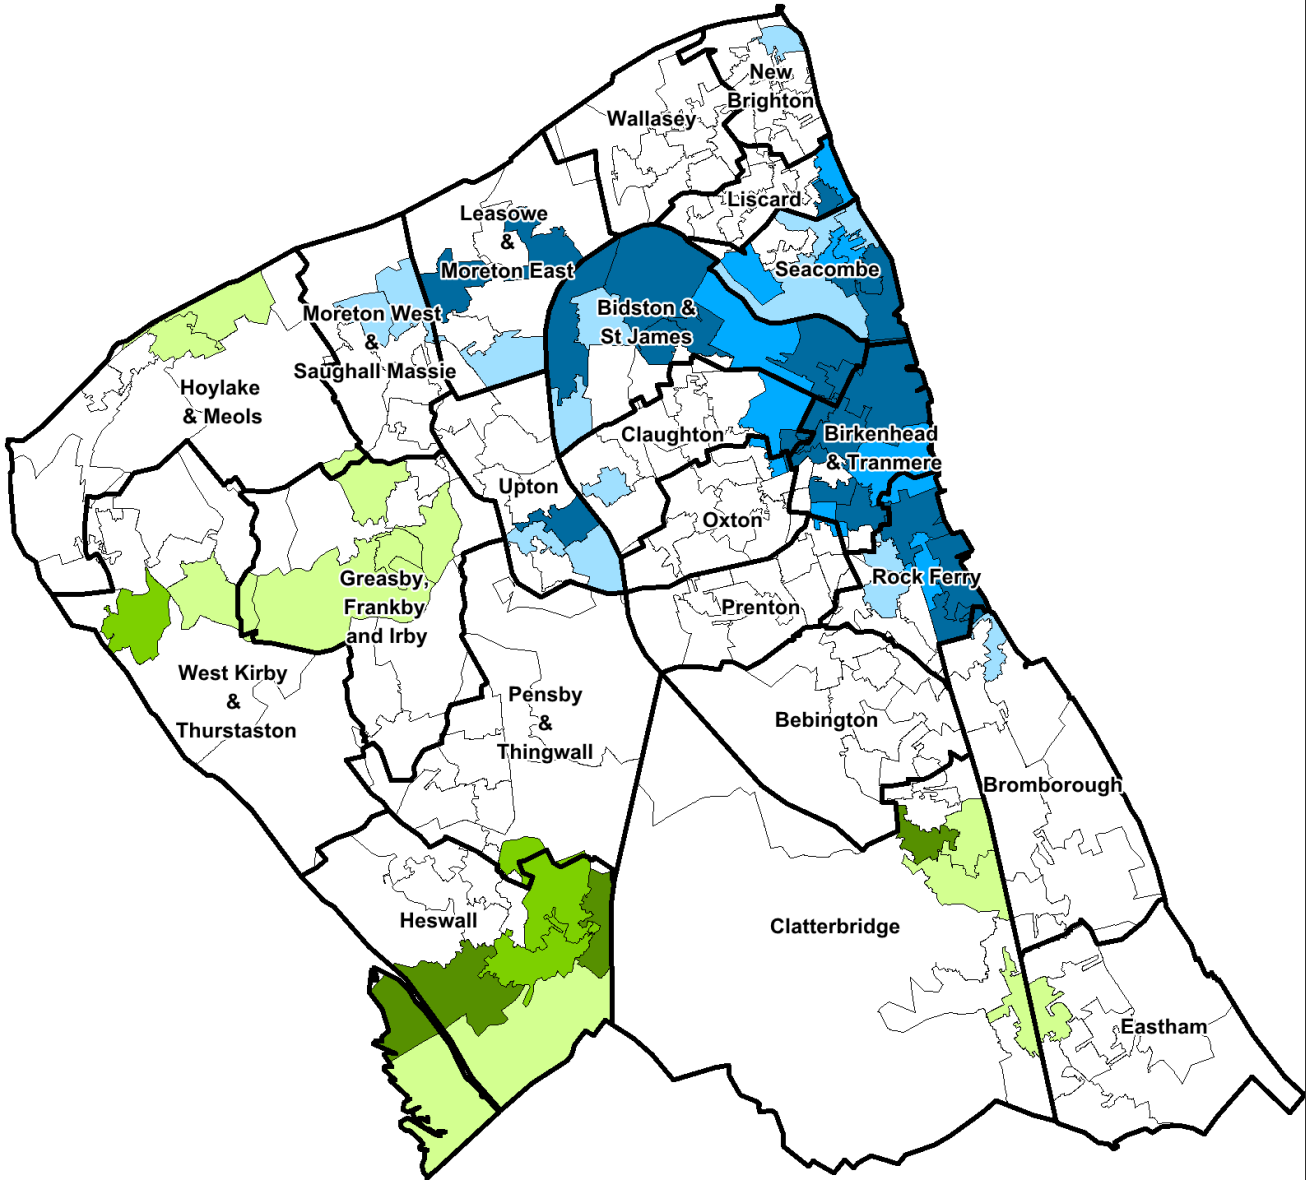 New
Brighton
Wallasey
Liscard
Leasowe
&
Moreton East
Seacombe
Bidston &
St James
Moreton West
&
Saughall Massie
Hoylake
& Meols
Claughton
Birkenhead
& Tranmere
Upton
Oxton
Greasby,
Frankby
and Irby
Rock Ferry
Prenton
West Kirby
&
Thurstaston
Pensby
&
Thingwall
Bebington
Bromborough
Heswall
Clatterbridge
Eastham